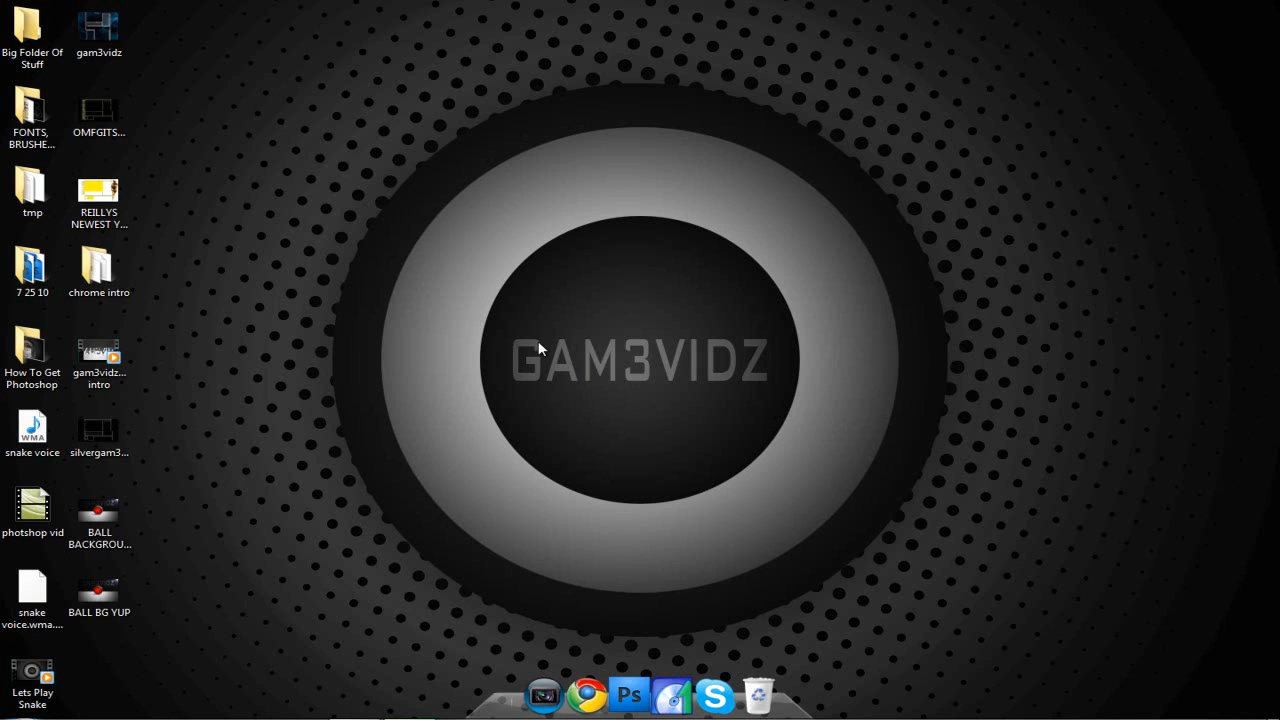 Big Folder Of
Stuff
gam3vidz
FONTS,
BRUSHE...
OMFGITS...
tmp
REILLYS
NEWEST Y...
7 25 10
chrome intro
How To Get
Photoshop
gam3vidz...
intro
GAM3VIDZ
WMA
snake voice
silvergam3...
photshop vid
BALL
BACKGROU...
snake
voice.wma....
BALL BG YUP
Lets Play
Snake
Ps
S